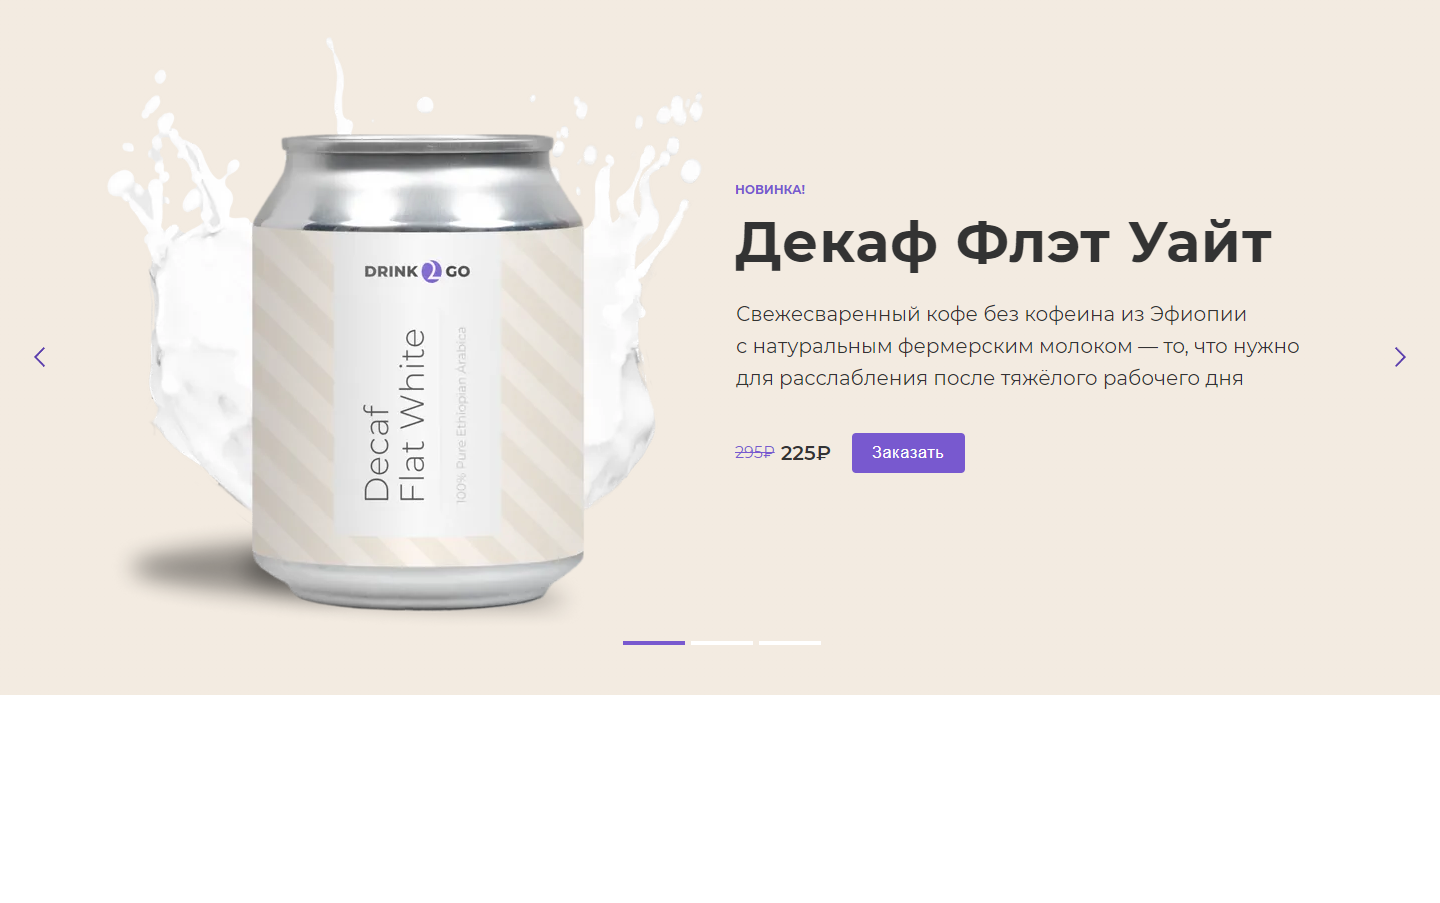 НОВИНКА!
Декаф Флэт Уайт
Свежесваренный кофе без кофеина из Эфиопии
с натуральным фермерским молоком — то, что нужно
для расслабления после тяжёлого рабочего дня
295₽ 225₽ Заказать
DRINK 2 GO
Decaf
Flat White
100% Pure Ethiopian Arabica